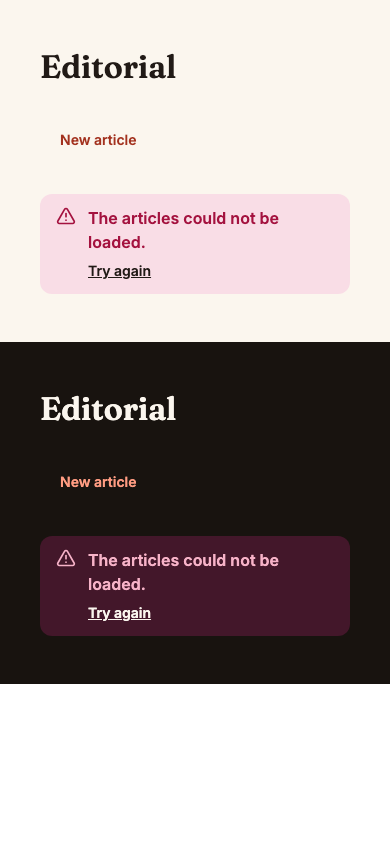 Editorial
New article
The articles could not be
loaded.
Try again
Editorial
New article
The articles could not be
loaded.
Try again